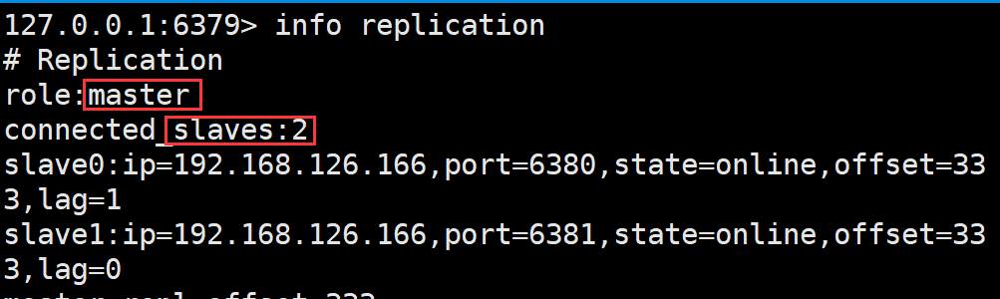 127.0.0.1:6379> info replication
# Replication
role:master
connected_slaves:2
slave0:ip=192.168.126.166,port=6380,state=online,offset=33
3,lag=1
slave1:ip=192.168.126.166,port=6381,state=online,offset=33
3,lag=0